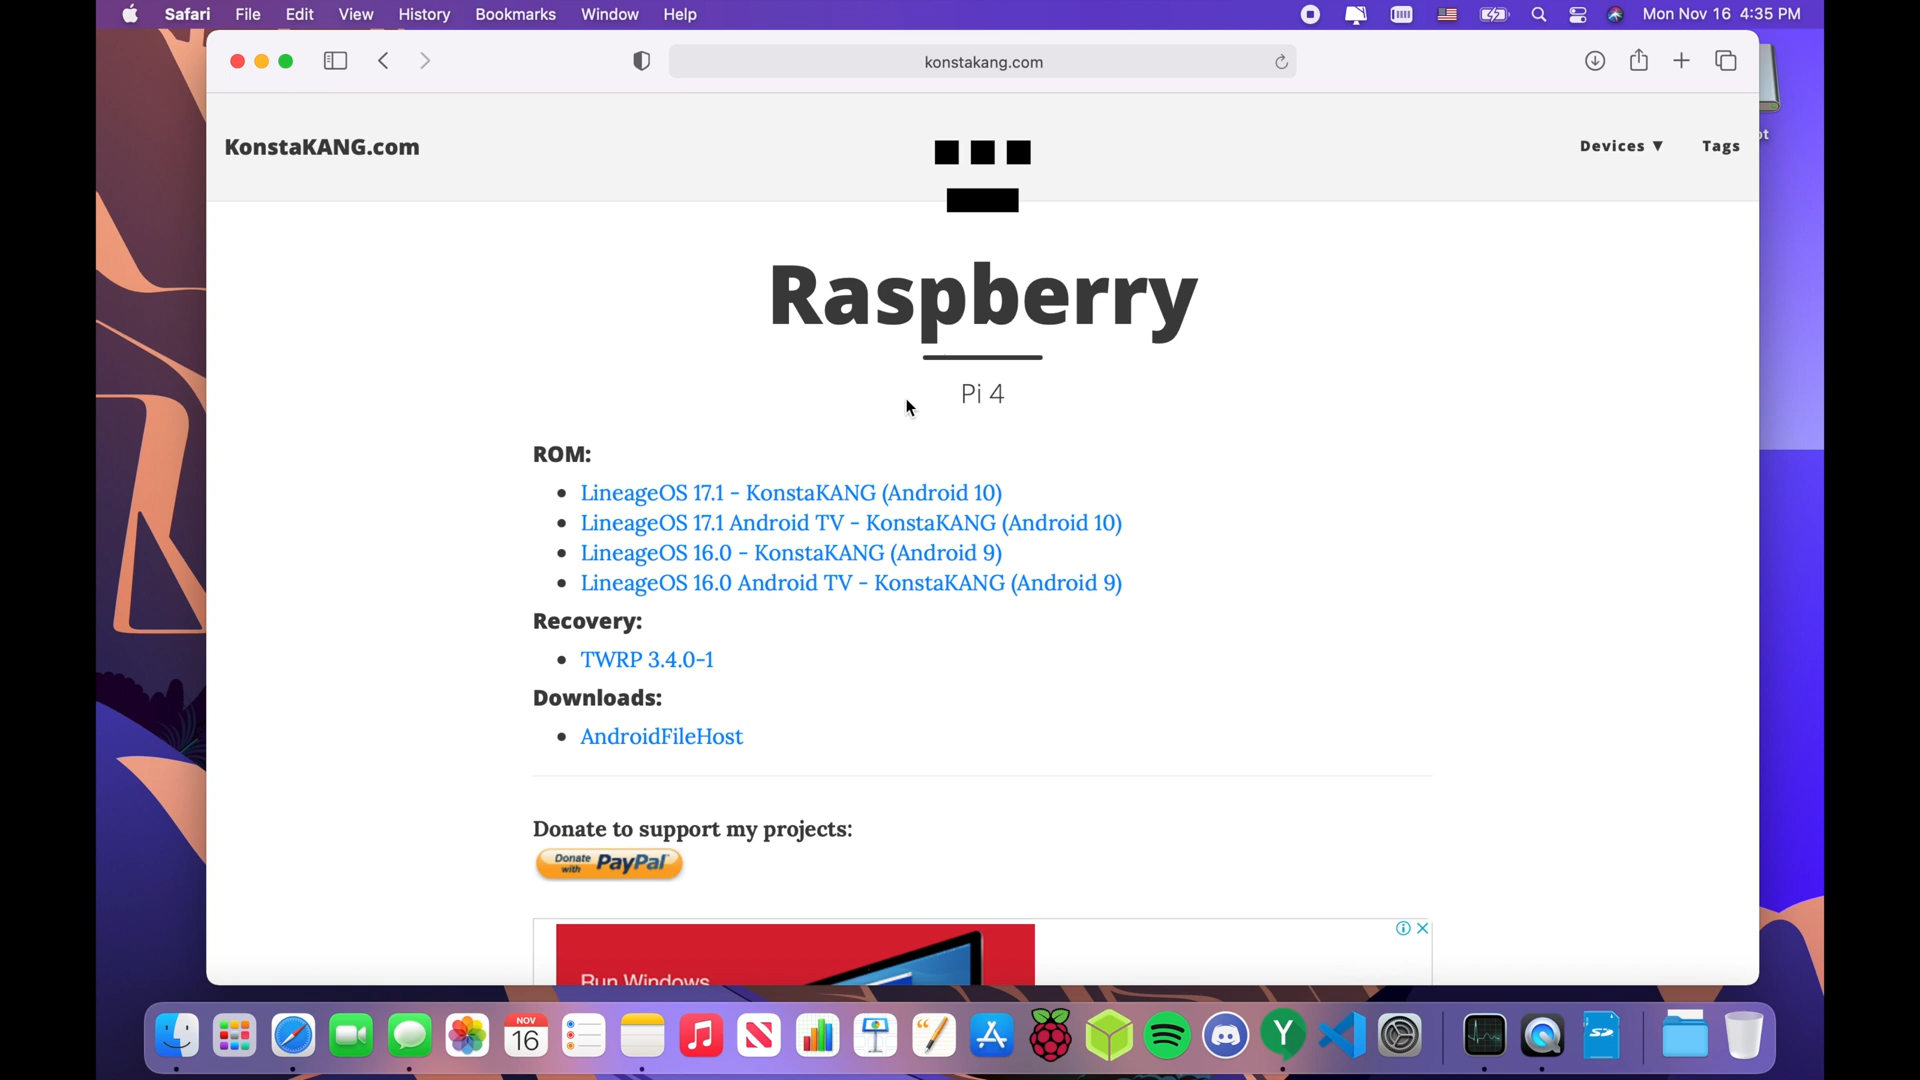 Safari File Edit View History Bookmarks Window Help Mon Nov 16 4:35 PM
konstakang.com
KonstaKANG.com Devices ▼ Tags
Raspberry
Pi 4
ROM:
• LineageOS 17.1 - KonstaKANG (Android 10)
• LineageOS 17.1 Android TV - KonstaKANG (Android 10)
• LineageOS 16.0 - KonstaKANG (Android 9)
• LineageOS 16.0 Android TV - KonstaKANG (Android 9)
Recovery:
• TWRP 3.4.0-1
Downloads:
• AndroidFileHost
Donate to support my projects:
Donate with PayPal
Run Windows
NOV
16
Y
SD